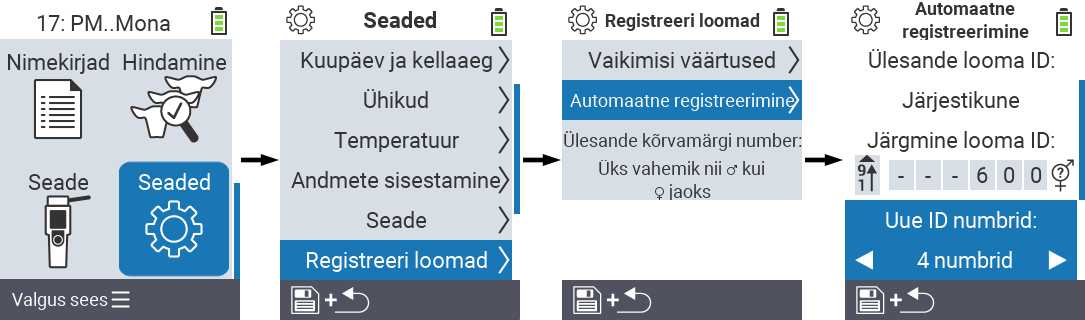 17: PM..Mona
Nimekirjad
Hindamine
Seade
Seaded
Valgus sees
Seaded
Kuupäev ja kellaaeg
Ühikud
Temperatuur
Andmete sisestamine
Seade
Registreeri loomad
+
Registreeri loomad
Vaikimisi väärtused
Automaatne registreerimine
Ülesande kõrvamärgi number:
Üks vahemik nii ♂ kui
♀ jaoks
+
Automaatne
registreerimine
Ülesande looma ID:
Järjestikune
Järgmine looma ID:
9
1
- - - 6 0 0
?
Uue ID numbrid:
4 numbrid
+